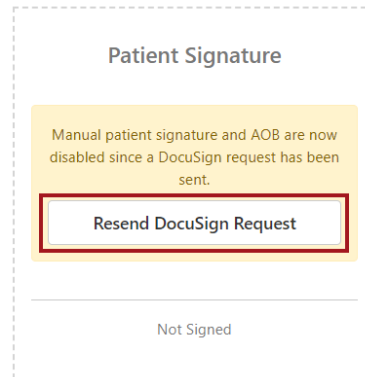 Patient Signature
Manual patient signature and AOB are now
disabled since a DocuSign request has been
sent.
Resend DocuSign Request
Not Signed